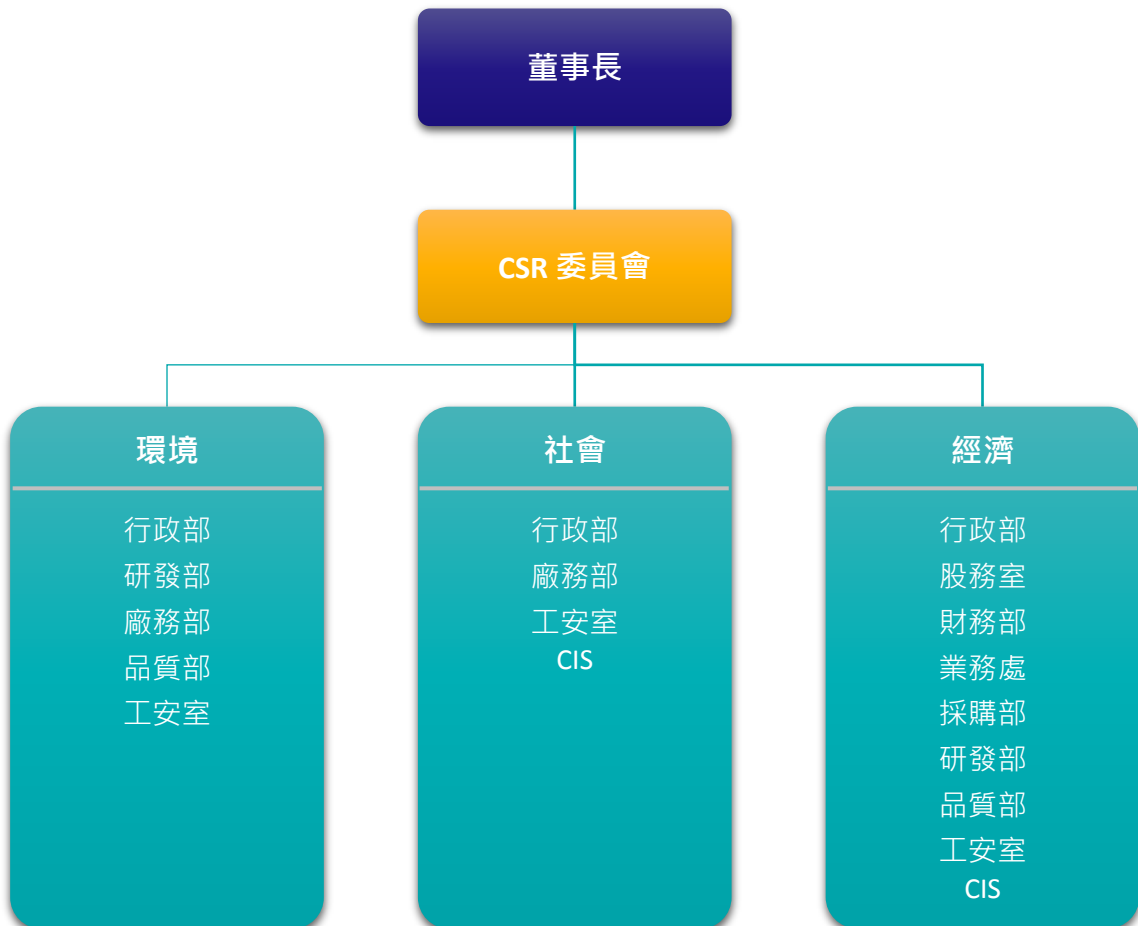 董事長
CSR 委員會
環境
行政部
研發部
廠務部
品質部
工安室
社會
行政部
廠務部
工安室
CIS
經濟
行政部
股務室
財務部
業務處
採購部
研發部
品質部
工安室
CIS